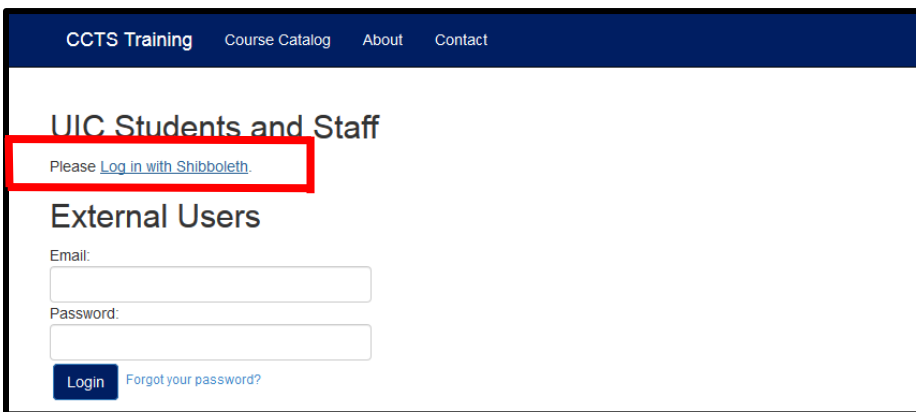 CCTS Training Course Catalog About Contact
UIC Students and Staff
Please Log in with Shibboleth.
External Users
Email:
Password:
Login Forgot your password?